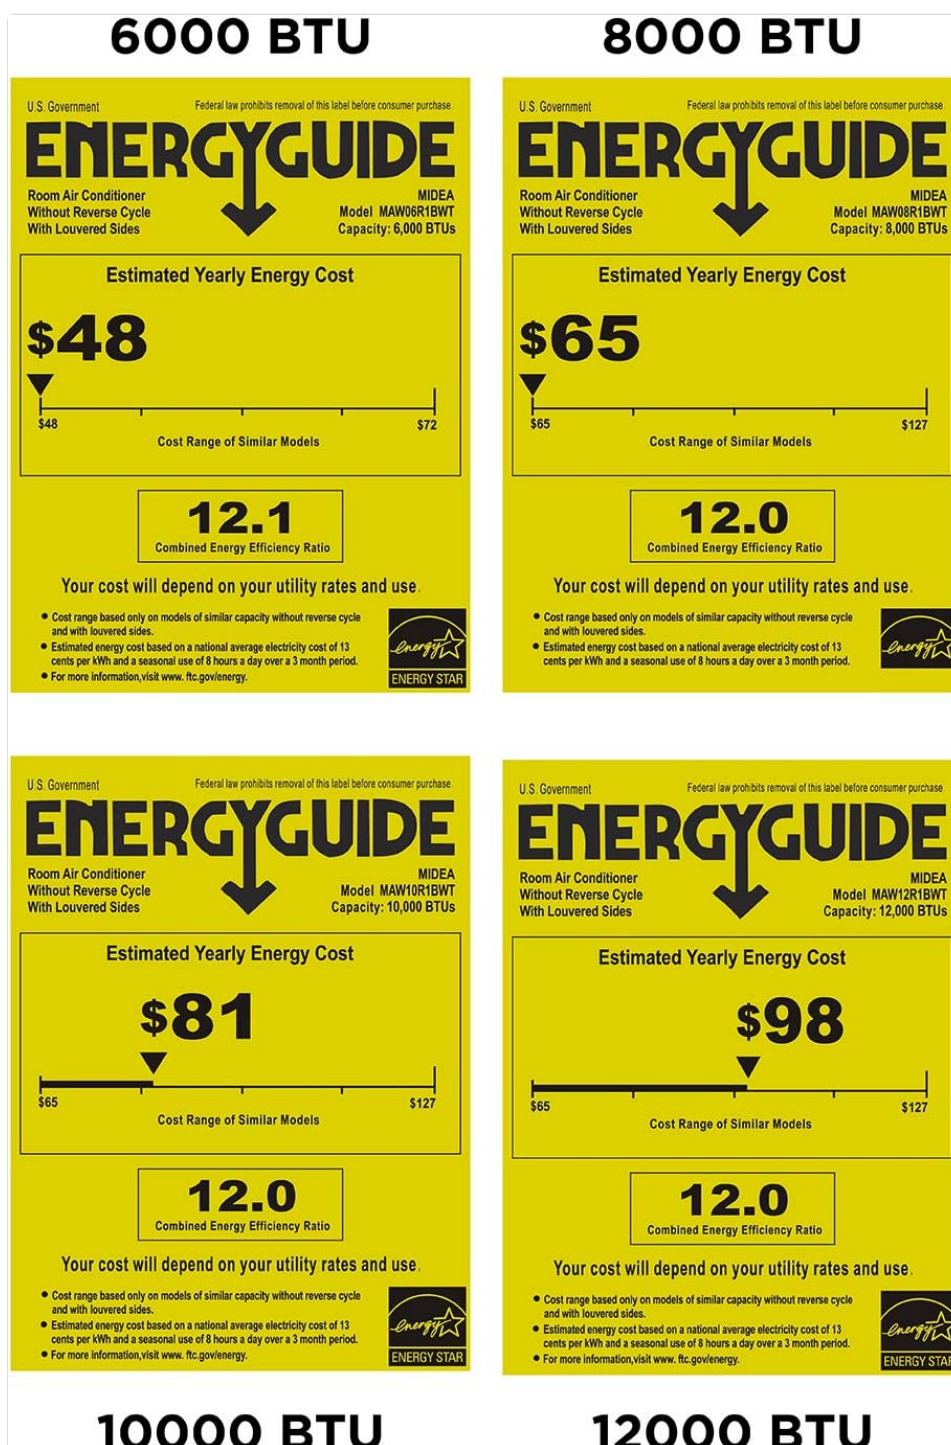 6000 BTU
U.S. Government Federal law prohibits removal of this label before consumer purchase.
ENERGYGUIDE
Room Air Conditioner
Without Reverse Cycle
With Louvered Sides
MIDEA
Model MAW06R1BWT
Capacity: 6,000 BTUs
Estimated Yearly Energy Cost
$48
$48 $72
Cost Range of Similar Models
12.1
Combined Energy Efficiency Ratio
Your cost will depend on your utility rates and use.
● Cost range based only on models of similar capacity without reverse cycle
and with louvered sides.
● Estimated energy cost based on a national average electricity cost of 13
cents per kWh and a seasonal use of 8 hours a day over a 3 month period.
● For more information,visit www. ftc.gov/energy.
energy
ENERGY STAR
8000 BTU
U.S. Government Federal law prohibits removal of this label before consumer purchase
ENERGYGUIDE
Room Air Conditioner
Without Reverse Cycle
With Louvered Sides
MIDEA
Model MAW08R1BWT
Capacity: 8,000 BTUs
Estimated Yearly Energy Cost
$65
$65 $127
Cost Range of Similar Models
12.0
Combined Energy Efficiency Ratio
Your cost will depend on your utility rates and use.
● Cost range based only on models of similar capacity without reverse cycle
and with louvered sides.
● Estimated energy cost based on a national average electricity cost of 13
cents per kWh and a seasonal use of 8 hours a day over a 3 month period.
energy
U.S. Government Federal law prohibits removal of this label before consumer purchase.
ENERGYGUIDE
Room Air Conditioner
Without Reverse Cycle
With Louvered Sides
MIDEA
Model MAW10R1BWT
Capacity: 10,000 BTUs
Estimated Yearly Energy Cost
$81
$65 $127
Cost Range of Similar Models
12.0
Combined Energy Efficiency Ratio
Your cost will depend on your utility rates and use.
● Cost range based only on models of similar capacity without reverse cycle
and with louvered sides.
● Estimated energy cost based on a national average electricity cost of 13
cents per kWh and a seasonal use of 8 hours a day over a 3 month period.
● For more information,visit www. ftc.gov/energy.
energy
ENERGY STAR
10000 BTU
U.S. Government Federal law prohibits removal of this label before consumer purchase
ENERGYGUIDE
Room Air Conditioner
Without Reverse Cycle
With Louvered Sides
MIDEA
Model MAW12R1BWT
Capacity: 12,000 BTUs
Estimated Yearly Energy Cost
$98
$65 $127
Cost Range of Similar Models
12.0
Combined Energy Efficiency Ratio
Your cost will depend on your utility rates and use.
● Cost range based only on models of similar capacity without reverse cycle
and with louvered sides.
● Estimated energy cost based on a national average electricity cost of 13
cents per kWh and a seasonal use of 8 hours a day over a 3 month period.
● For more information,visit www. ftc.gov/energy.
energy
ENERGY STAR
12000 BTU